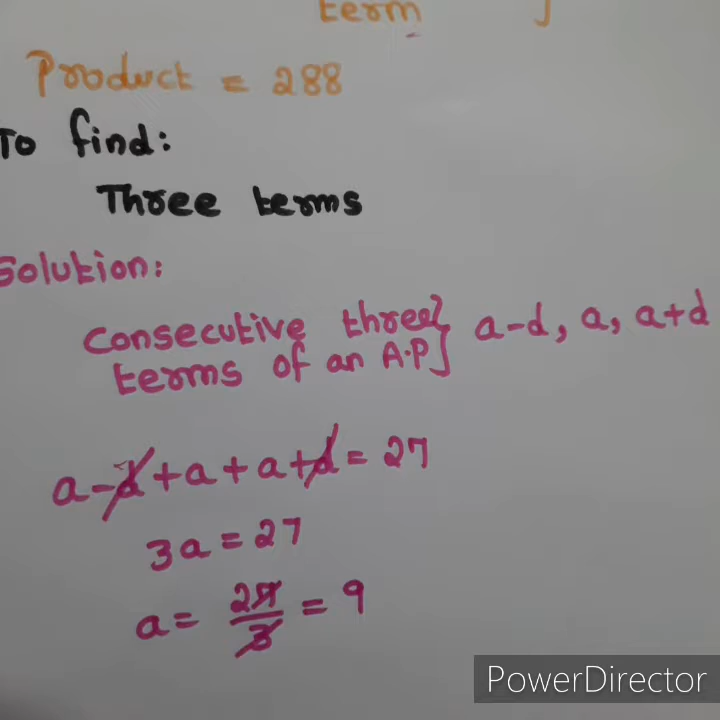 term ]
Product = 288
To find:
Three terms
Solution:
Consecutive three } a-d, a, a+d
terms of an A.P
a-d+a+a+d = 27
3a = 27
a = 27/3 = 9
PowerDirector